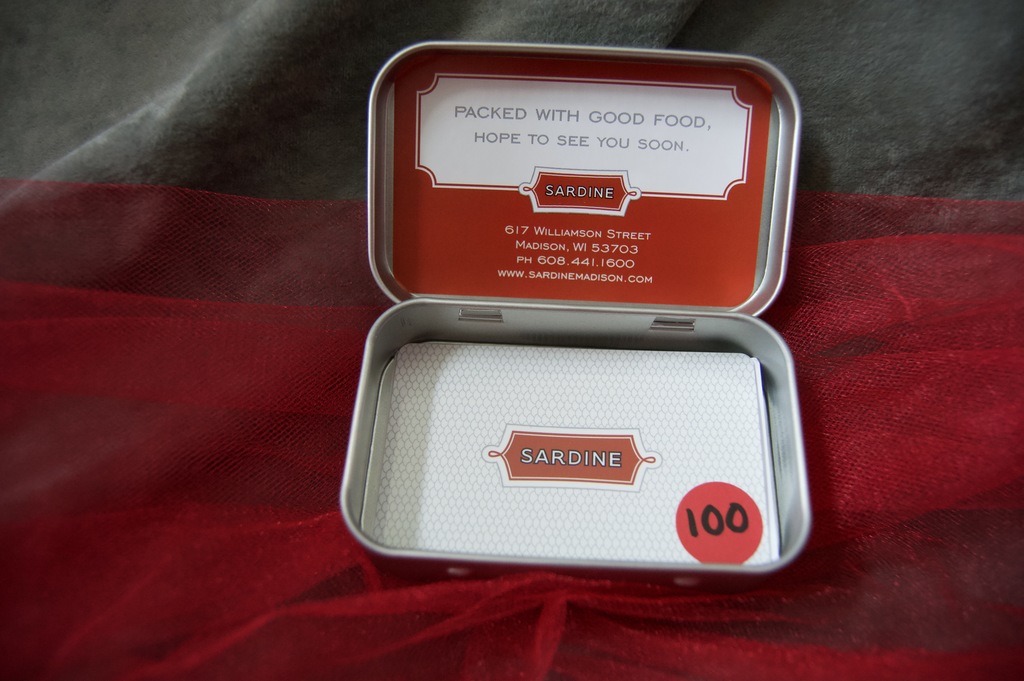 PACKED WITH GOOD FOOD,
HOPE TO SEE YOU SOON.
SARDINE
617 WILLIAMSON STREET
MADISON, WI 53703
PH 608.441.1600
WWW.SARDINEMADISON.COM
SARDINE
100